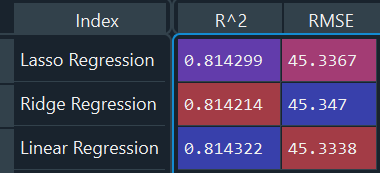 Index R^2 RMSE
Lasso Regression 0.814299 45.3367
Ridge Regression 0.814214 45.347
Linear Regression 0.814322 45.3338